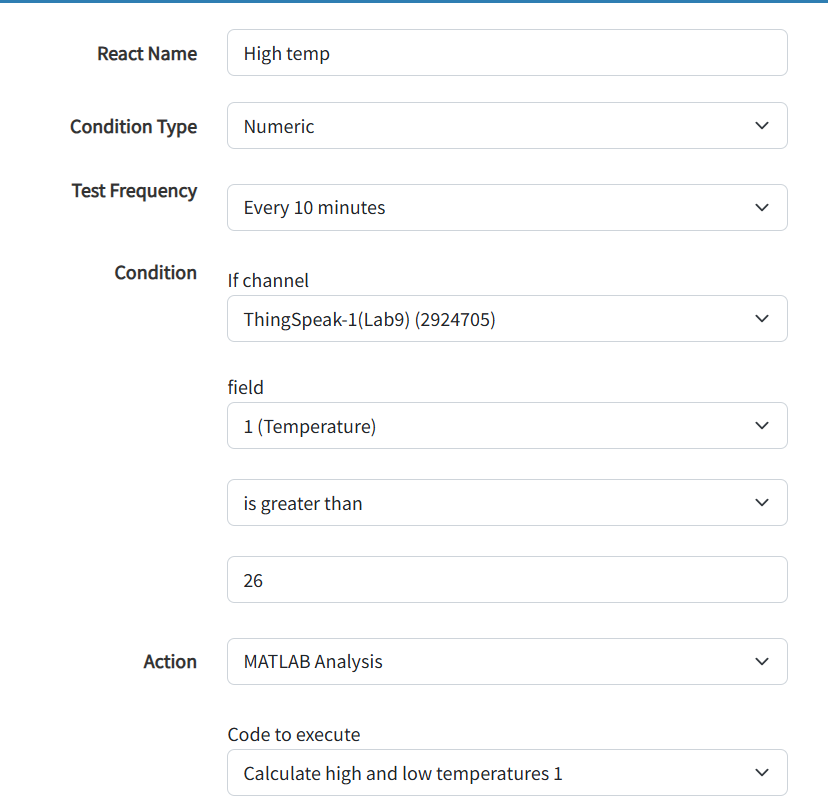 React Name
High temp
Condition Type
Numeric
Test Frequency
Every 10 minutes
Condition
If channel
ThingSpeak-1(Lab9) (2924705)
field
1 (Temperature)
is greater than
26
Action
MATLAB Analysis
Code to execute
Calculate high and low temperatures 1